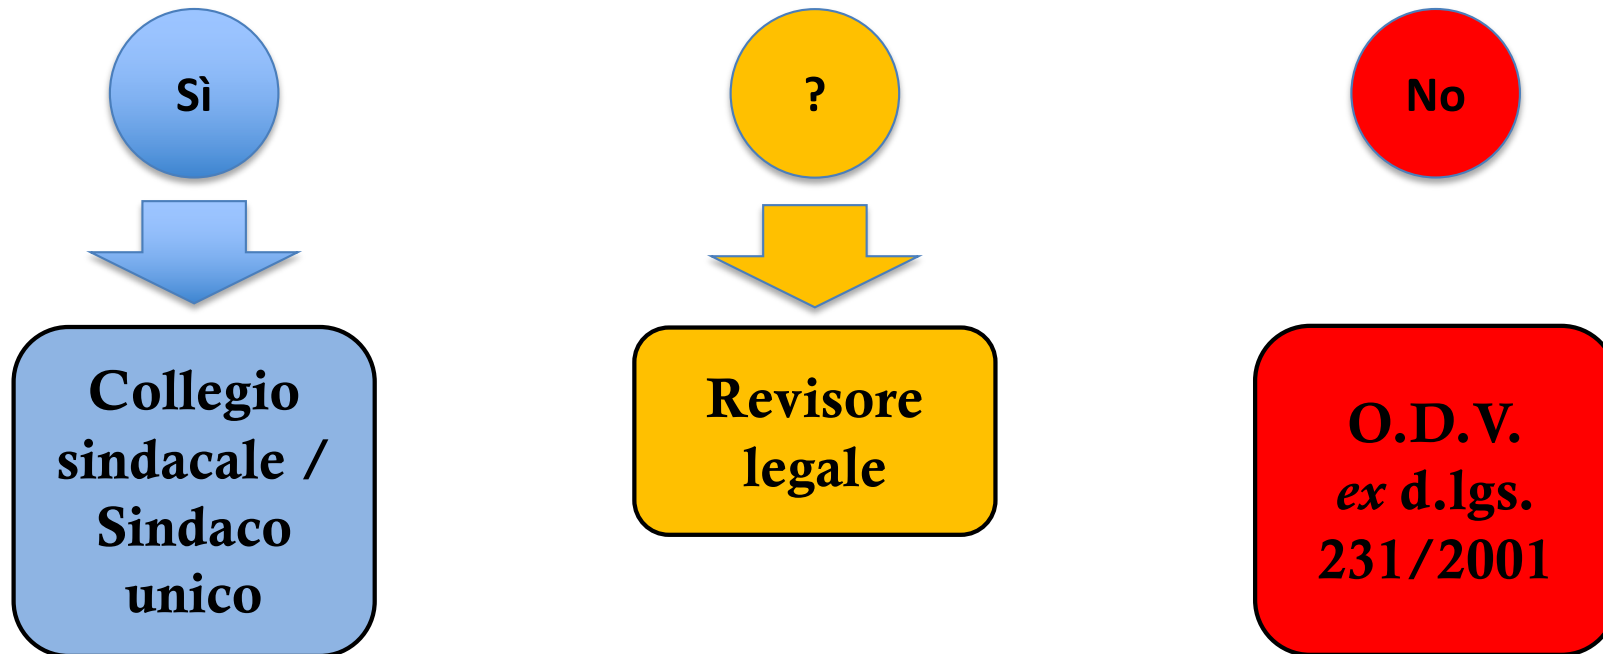 Sì
?
No
Collegio
sindacale /
Sindaco
unico
Revisore
legale
O.D.V.
ex d.lgs.
231/2001